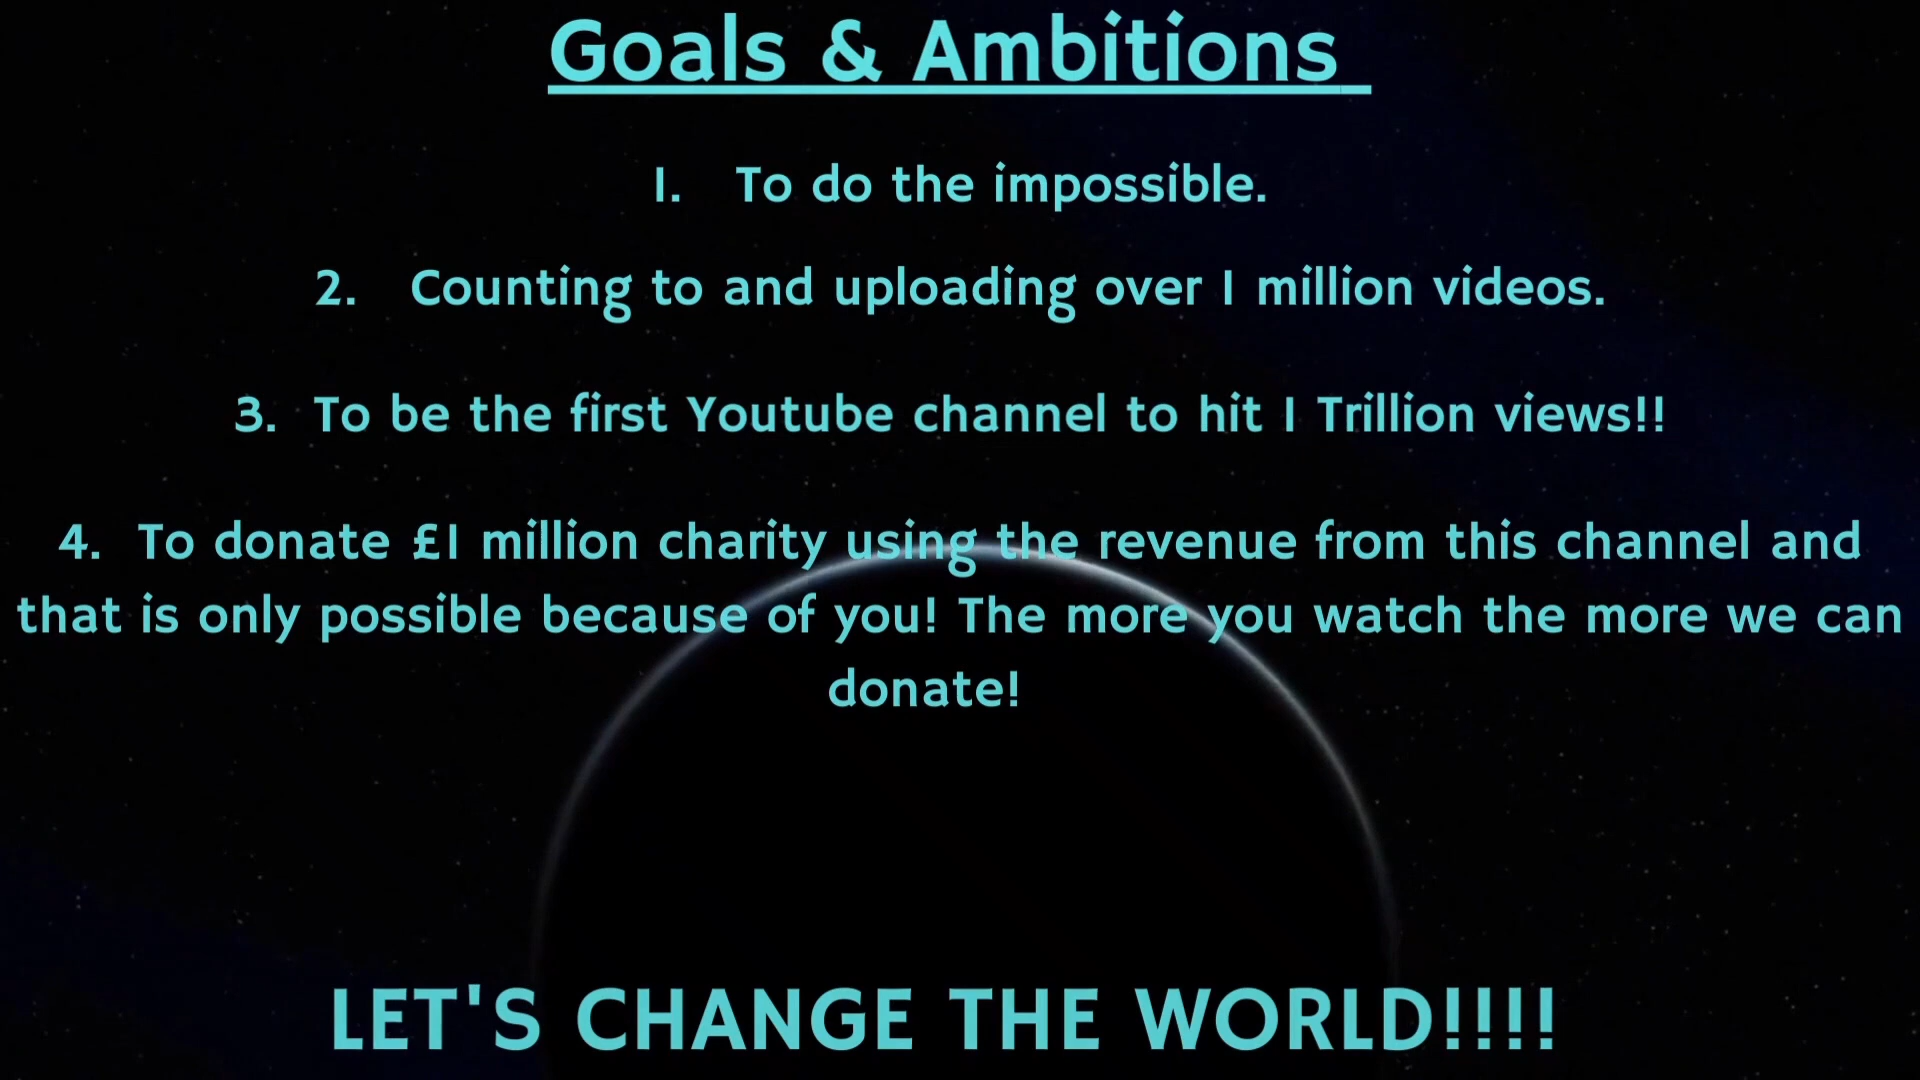 Goals & Ambitions
1. To do the impossible.
2. Counting to and uploading over 1 million videos.
3. To be the first Youtube channel to hit 1 Trillion views!!
4. To donate £1 million charity using the revenue from this channel and
that is only possible because of you! The more you watch the more we can
donate!
LET'S CHANGE THE WORLD!!!!